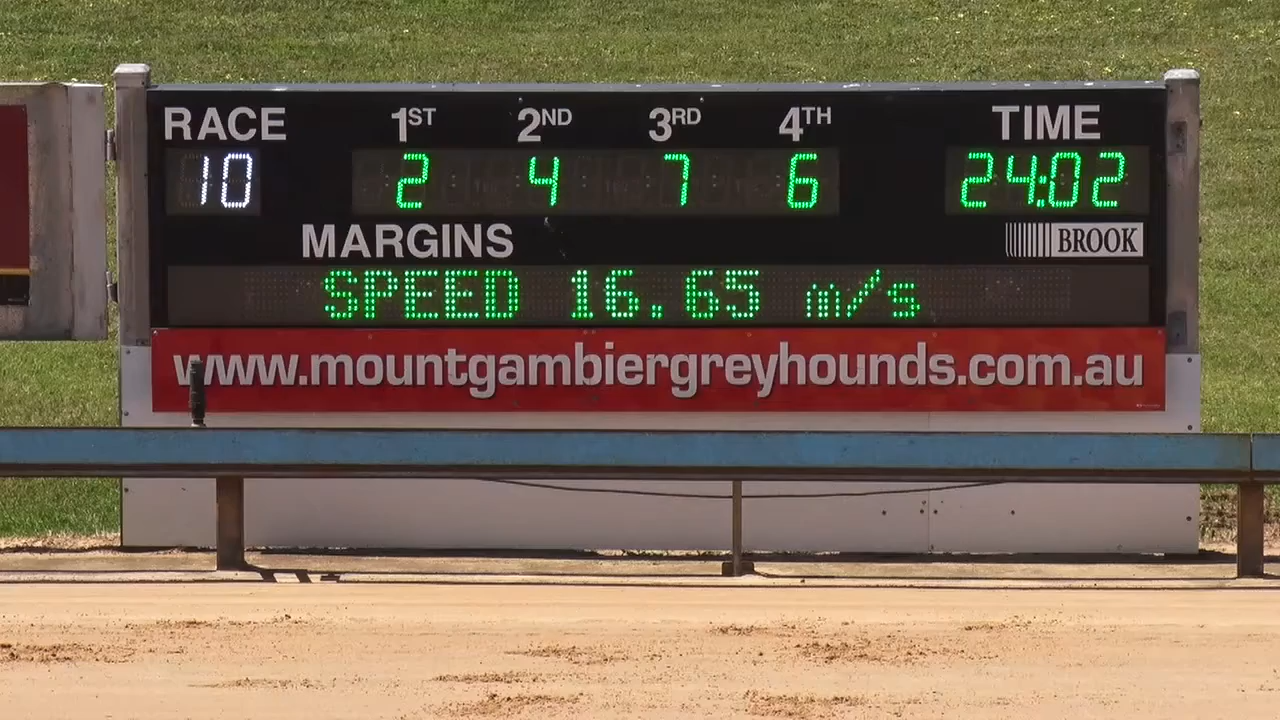 RACE 1ST 2ND 3RD 4TH TIME
10 2 4 7 6 24:02
MARGINS BROOK
SPEED 16.65 m/s
www.mountgambiergreyhounds.com.au